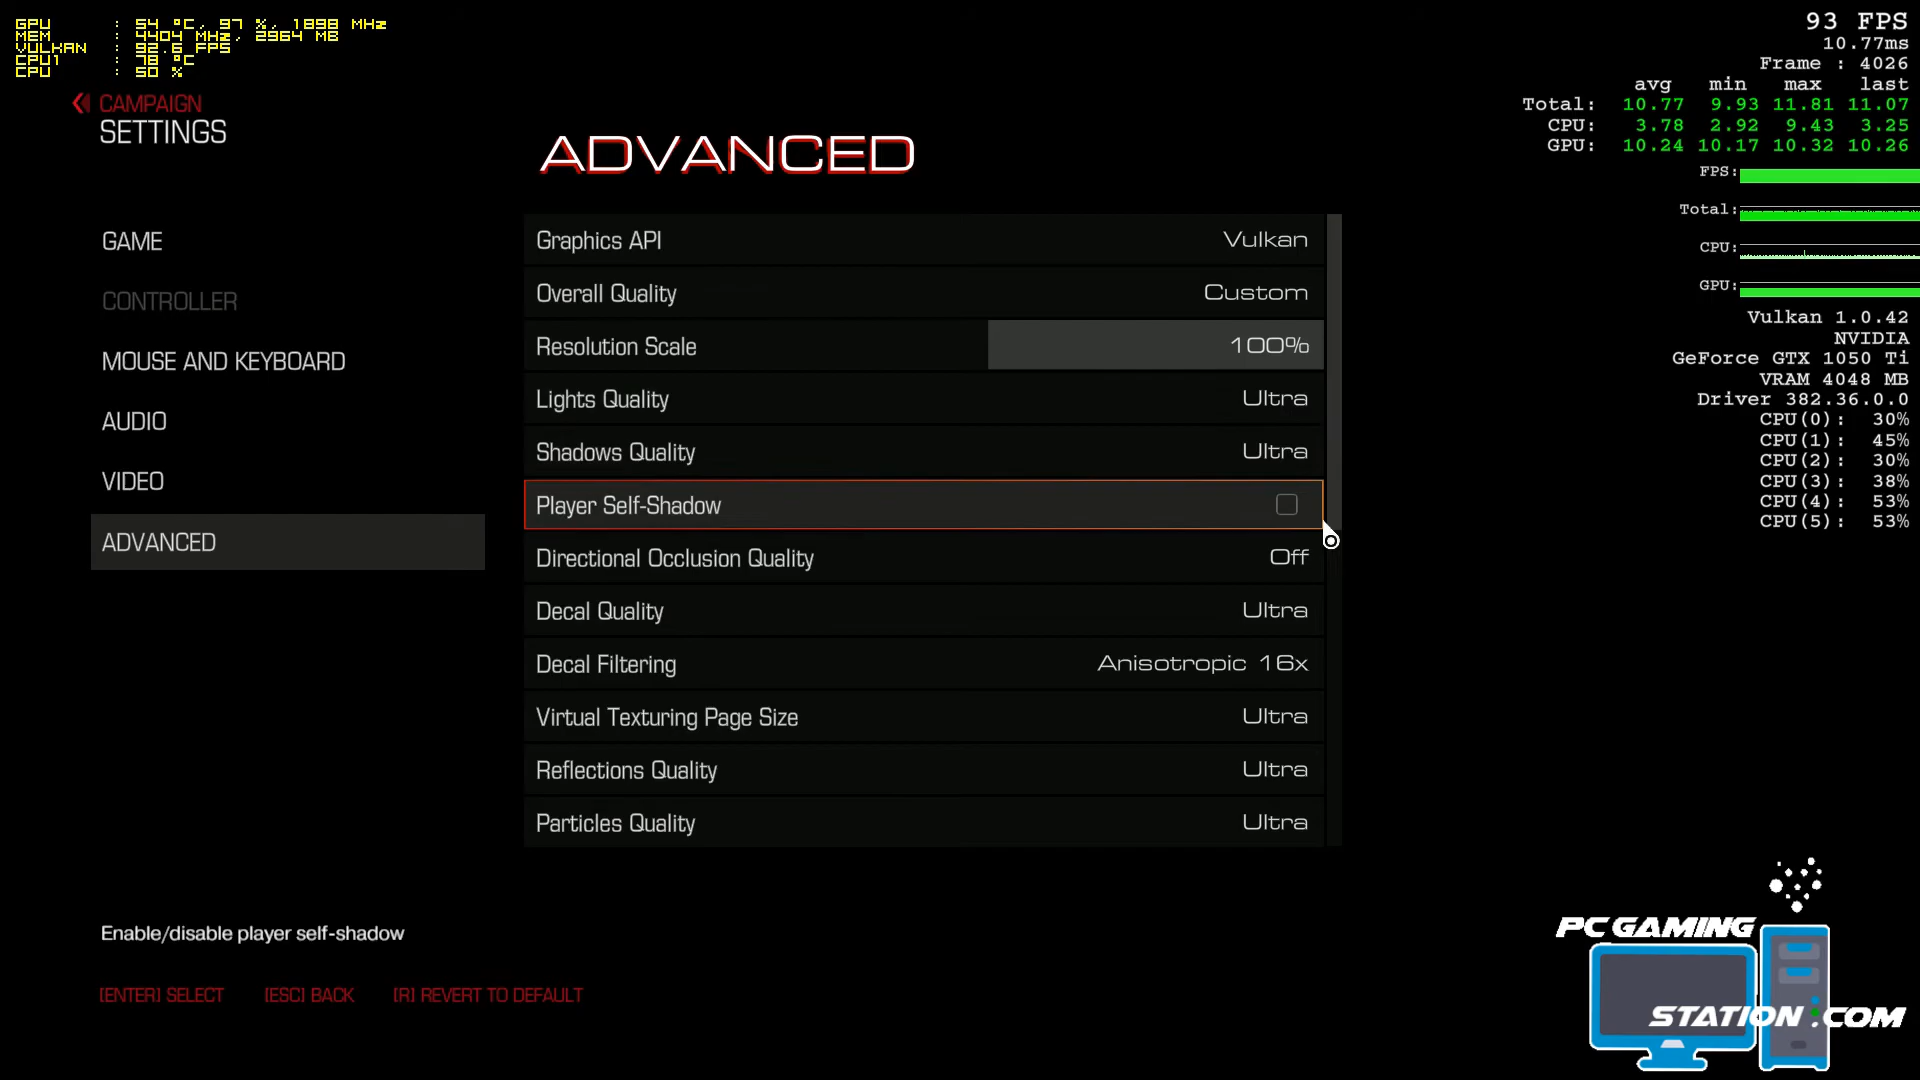 GPU : 54 °C, 97 %, 1898 MHz
MEM : 4404 MHz, 2964 MB
VULKAN : 92.6 FPS
CPU1 : 78 °C
CPU : 50 %
CAMPAIGN
SETTINGS
GAME
CONTROLLER
MOUSE AND KEYBOARD
AUDIO
VIDEO
ADVANCED
ADVANCED
Graphics API Vulkan
Overall Quality Custom
Resolution Scale 100%
Lights Quality Ultra
Shadows Quality Ultra
Player Self-Shadow
Directional Occlusion Quality Off
Decal Quality Ultra
Decal Filtering Anisotropic 16x
Virtual Texturing Page Size Ultra
Reflections Quality Ultra
Particles Quality Ultra
Enable/disable player self-shadow
[ENTER] SELECT [ESC] BACK [R] REVERT TO DEFAULT
93 FPS
10.77ms
Frame : 4026
avg min max last
Total: 10.77 9.93 11.81 11.07
CPU: 3.78 2.92 9.43 3.25
GPU: 10.24 10.17 10.32 10.26
FPS:
Total:
CPU:
GPU:
Vulkan 1.0.42
NVIDIA
GeForce GTX 1050 Ti
VRAM 4048 MB
Driver 382.36.0.0
CPU(0): 30%
CPU(1): 45%
CPU(2): 30%
CPU(3): 38%
CPU(4): 53%
CPU(5): 53%
PC GAMING
STATION.COM